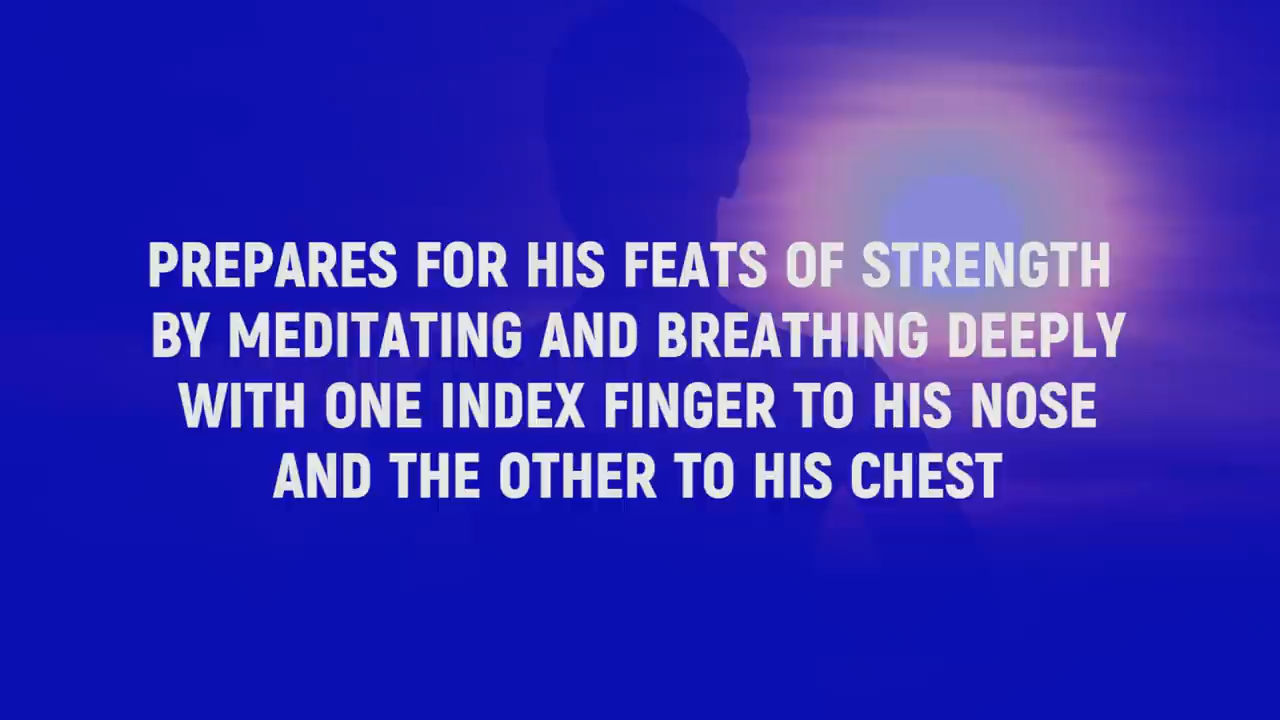 PREPARES FOR HIS FEATS OF STRENGTH
BY MEDITATING AND BREATHING DEEPLY
WITH ONE INDEX FINGER TO HIS NOSE
AND THE OTHER TO HIS CHEST